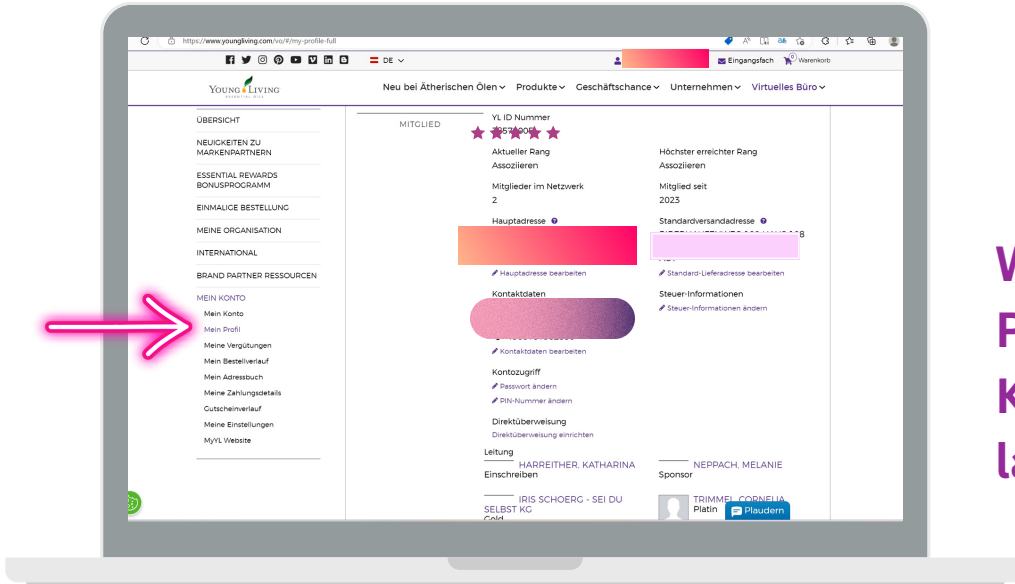 https://www.youngliving.com/vo/#/my-profile-full
DE
Eingangsfach
0
Warenkorb
YOUNG LIVING
ESSENTIAL OILS
Neu bei Ätherischen Ölen
Produkte
Geschäftschance
Unternehmen
Virtuelles Büro
ÜBERSICHT
NEUIGKEITEN ZU
MARKENPARTNERN
ESSENTIAL REWARDS
BONUSPROGRAMM
EINMALIGE BESTELLUNG
MEINE ORGANISATION
INTERNATIONAL
BRAND PARTNER RESSOURCEN
MEIN KONTO
Mein Konto
Mein Profil
Meine Vergütungen
Mein Bestellverlauf
Mein Adressbuch
Meine Zahlungsdetails
Gutscheinverlauf
Meine Einstellungen
MyYL Website
MITGLIED
YL ID Nummer
Aktueller Rang
Assoziieren
Höchster erreichter Rang
Assoziieren
Mitglieder im Netzwerk
2
Mitglied seit
2023
Hauptadresse
Standardversandadresse
Hauptadresse bearbeiten
Standard-Lieferadresse bearbeiten
Kontaktdaten
Steuer-Informationen
Steuer-Informationen ändern
Kontaktdaten bearbeiten
Kontozugriff
Passwort ändern
PIN-Nummer ändern
Direktüberweisung
Direktüberweisung einrichten
Leitung
HARREITHER, KATHARINA
Einschreiben
NEPPACH, MELANIE
Sponsor
IRIS SCHOERG - SEI DU
SELBST KG
Gold
TRIMMEL, CORNELIA
Platin
Plaudern
W
P
K